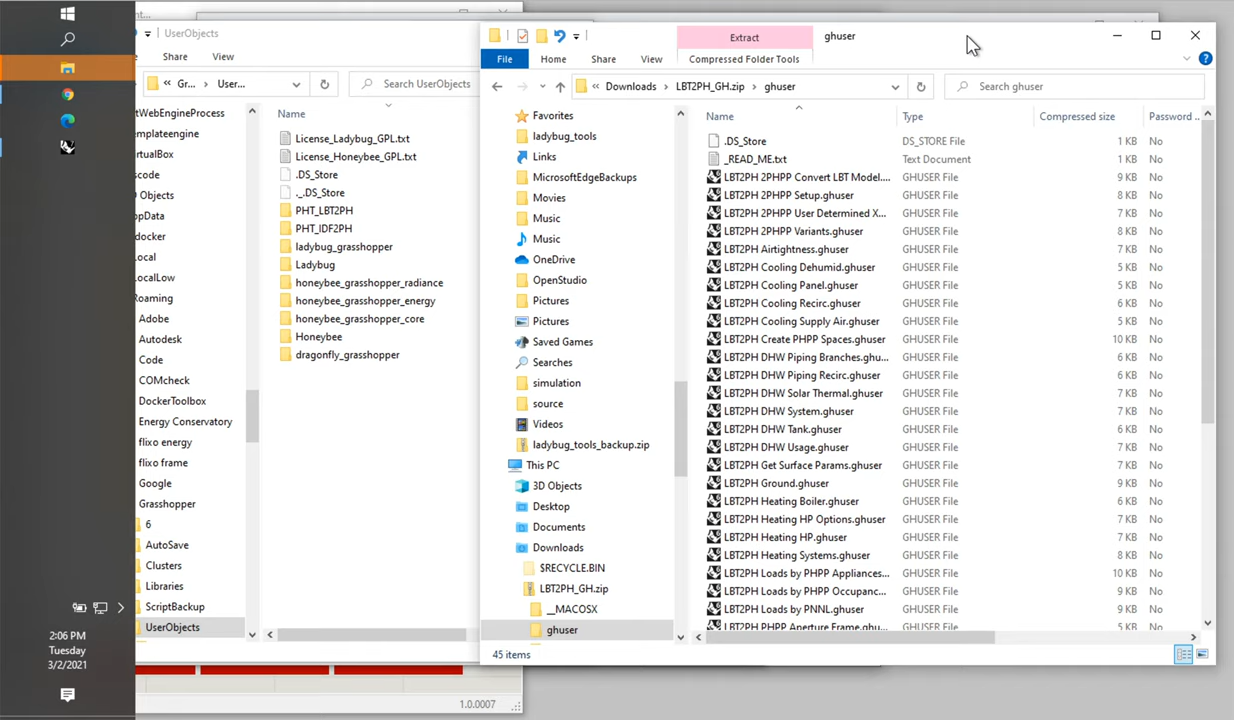 UserObjects
Share View
Gr... User...
Search UserObjects
tWebEngineProcess
emplateengine
irtualBox
scode
Objects
opData
docker
ocal
ocalLow
Roaming
Adobe
Autodesk
Code
COMcheck
DockerToolbox
Energy Conservatory
flixo energy
flixo frame
Google
Grasshopper
6
AutoSave
Clusters
Libraries
ScriptBackup
UserObjects
Name
License_Ladybug_GPL.txt
License_Honeybee_GPL.txt
.DS_Store
._.DS_Store
PHT_LBT2PH
PHT_IDF2PH
ladybug_grasshopper
Ladybug
honeybee_grasshopper_radiance
honeybee_grasshopper_energy
honeybee_grasshopper_core
Honeybee
dragonfly_grasshopper
1.0.0007
2:06 PM
Tuesday
3/2/2021
Extract
ghuser
File Home Share View Compressed Folder Tools
Downloads LBT2PH_GH.zip ghuser
Search ghuser
Favorites
ladybug_tools
Links
MicrosoftEdgeBackups
Movies
Music
Music
OneDrive
OpenStudio
Pictures
Pictures
Saved Games
Searches
simulation
source
Videos
ladybug_tools_backup.zip
This PC
3D Objects
Desktop
Documents
Downloads
$RECYCLE.BIN
LBT2PH_GH.zip
__MACOSX
ghuser
Name Type Compressed size Password ..
.DS_Store DS_STORE File 1 KB No
_READ_ME.txt Text Document 1 KB No
LBT2PH 2PHPP Convert LBT Model.... GHUSER File 9 KB No
LBT2PH 2PHPP Setup.ghuser GHUSER File 8 KB No
LBT2PH 2PHPP User Determined X... GHUSER File 7 KB No
LBT2PH 2PHPP Variants.ghuser GHUSER File 8 KB No
LBT2PH Airtightness.ghuser GHUSER File 7 KB No
LBT2PH Cooling Dehumid.ghuser GHUSER File 5 KB No
LBT2PH Cooling Panel.ghuser GHUSER File 5 KB No
LBT2PH Cooling Recirc.ghuser GHUSER File 6 KB No
LBT2PH Cooling Supply Air.ghuser GHUSER File 5 KB No
LBT2PH Create PHPP Spaces.ghuser GHUSER File 10 KB No
LBT2PH DHW Piping Branches.ghu... GHUSER File 6 KB No
LBT2PH DHW Piping Recirc.ghuser GHUSER File 6 KB No
LBT2PH DHW Solar Thermal.ghuser GHUSER File 7 KB No
LBT2PH DHW System.ghuser GHUSER File 7 KB No
LBT2PH DHW Tank.ghuser GHUSER File 7 KB No
LBT2PH DHW Usage.ghuser GHUSER File 7 KB No
LBT2PH Get Surface Params.ghuser GHUSER File 7 KB No
LBT2PH Ground.ghuser GHUSER File 9 KB No
LBT2PH Heating Boiler.ghuser GHUSER File 7 KB No
LBT2PH Heating HP Options.ghuser GHUSER File 7 KB No
LBT2PH Heating HP.ghuser GHUSER File 7 KB No
LBT2PH Heating Systems.ghuser GHUSER File 8 KB No
LBT2PH Loads by PHPP Appliances... GHUSER File 10 KB No
LBT2PH Loads by PHPP Occupanc... GHUSER File 9 KB No
LBT2PH Loads by PNNL.ghuser GHUSER File 7 KB No
LBT2PH PHPP Aperture Frame.ghu... GHUSER File 7 KB No
45 items